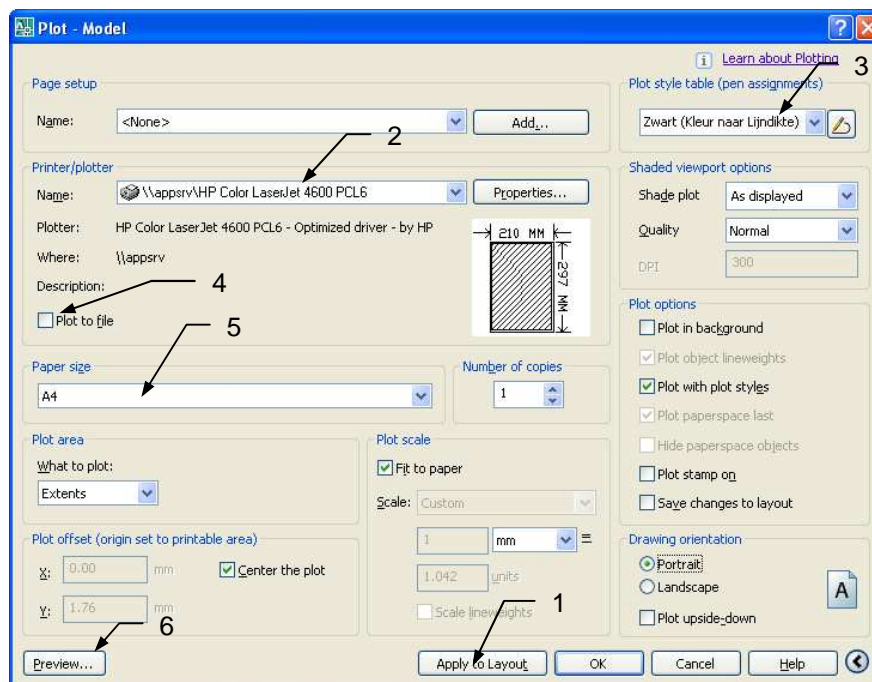 Plot - Model
Learn about Plotting
Page setup
Name: <None> Add...
2
Plot style table (pen assignments)
3
Zwart (Kleur naar Lijndikte)
Printer/plotter
Name: \\appsrv\HP Color LaserJet 4600 PCL6 Properties...
Plotter: HP Color LaserJet 4600 PCL6 - Optimized driver - by HP
Where: \\appsrv
Description:
4
Plot to file
210 MM
297 MM
Shaded viewport options
Shade plot As displayed
Quality Normal
DPI 300
5
Paper size
A4
Number of copies
1
Plot options
Plot in background
Plot object lineweights
Plot with plot styles
Plot paperspace last
Hide paperspace objects
Plot stamp on
Save changes to layout
Plot area
What to plot:
Extents
Plot scale
Fit to paper
Scale: Custom
1 mm =
1.042 units
Scale lineweights
Plot offset (origin set to printable area)
X: 0.00 mm Center the plot
Y: 1.76 mm
6
1
Drawing orientation
Portrait
Landscape
Plot upside-down
A
Preview... Apply to Layout OK Cancel Help